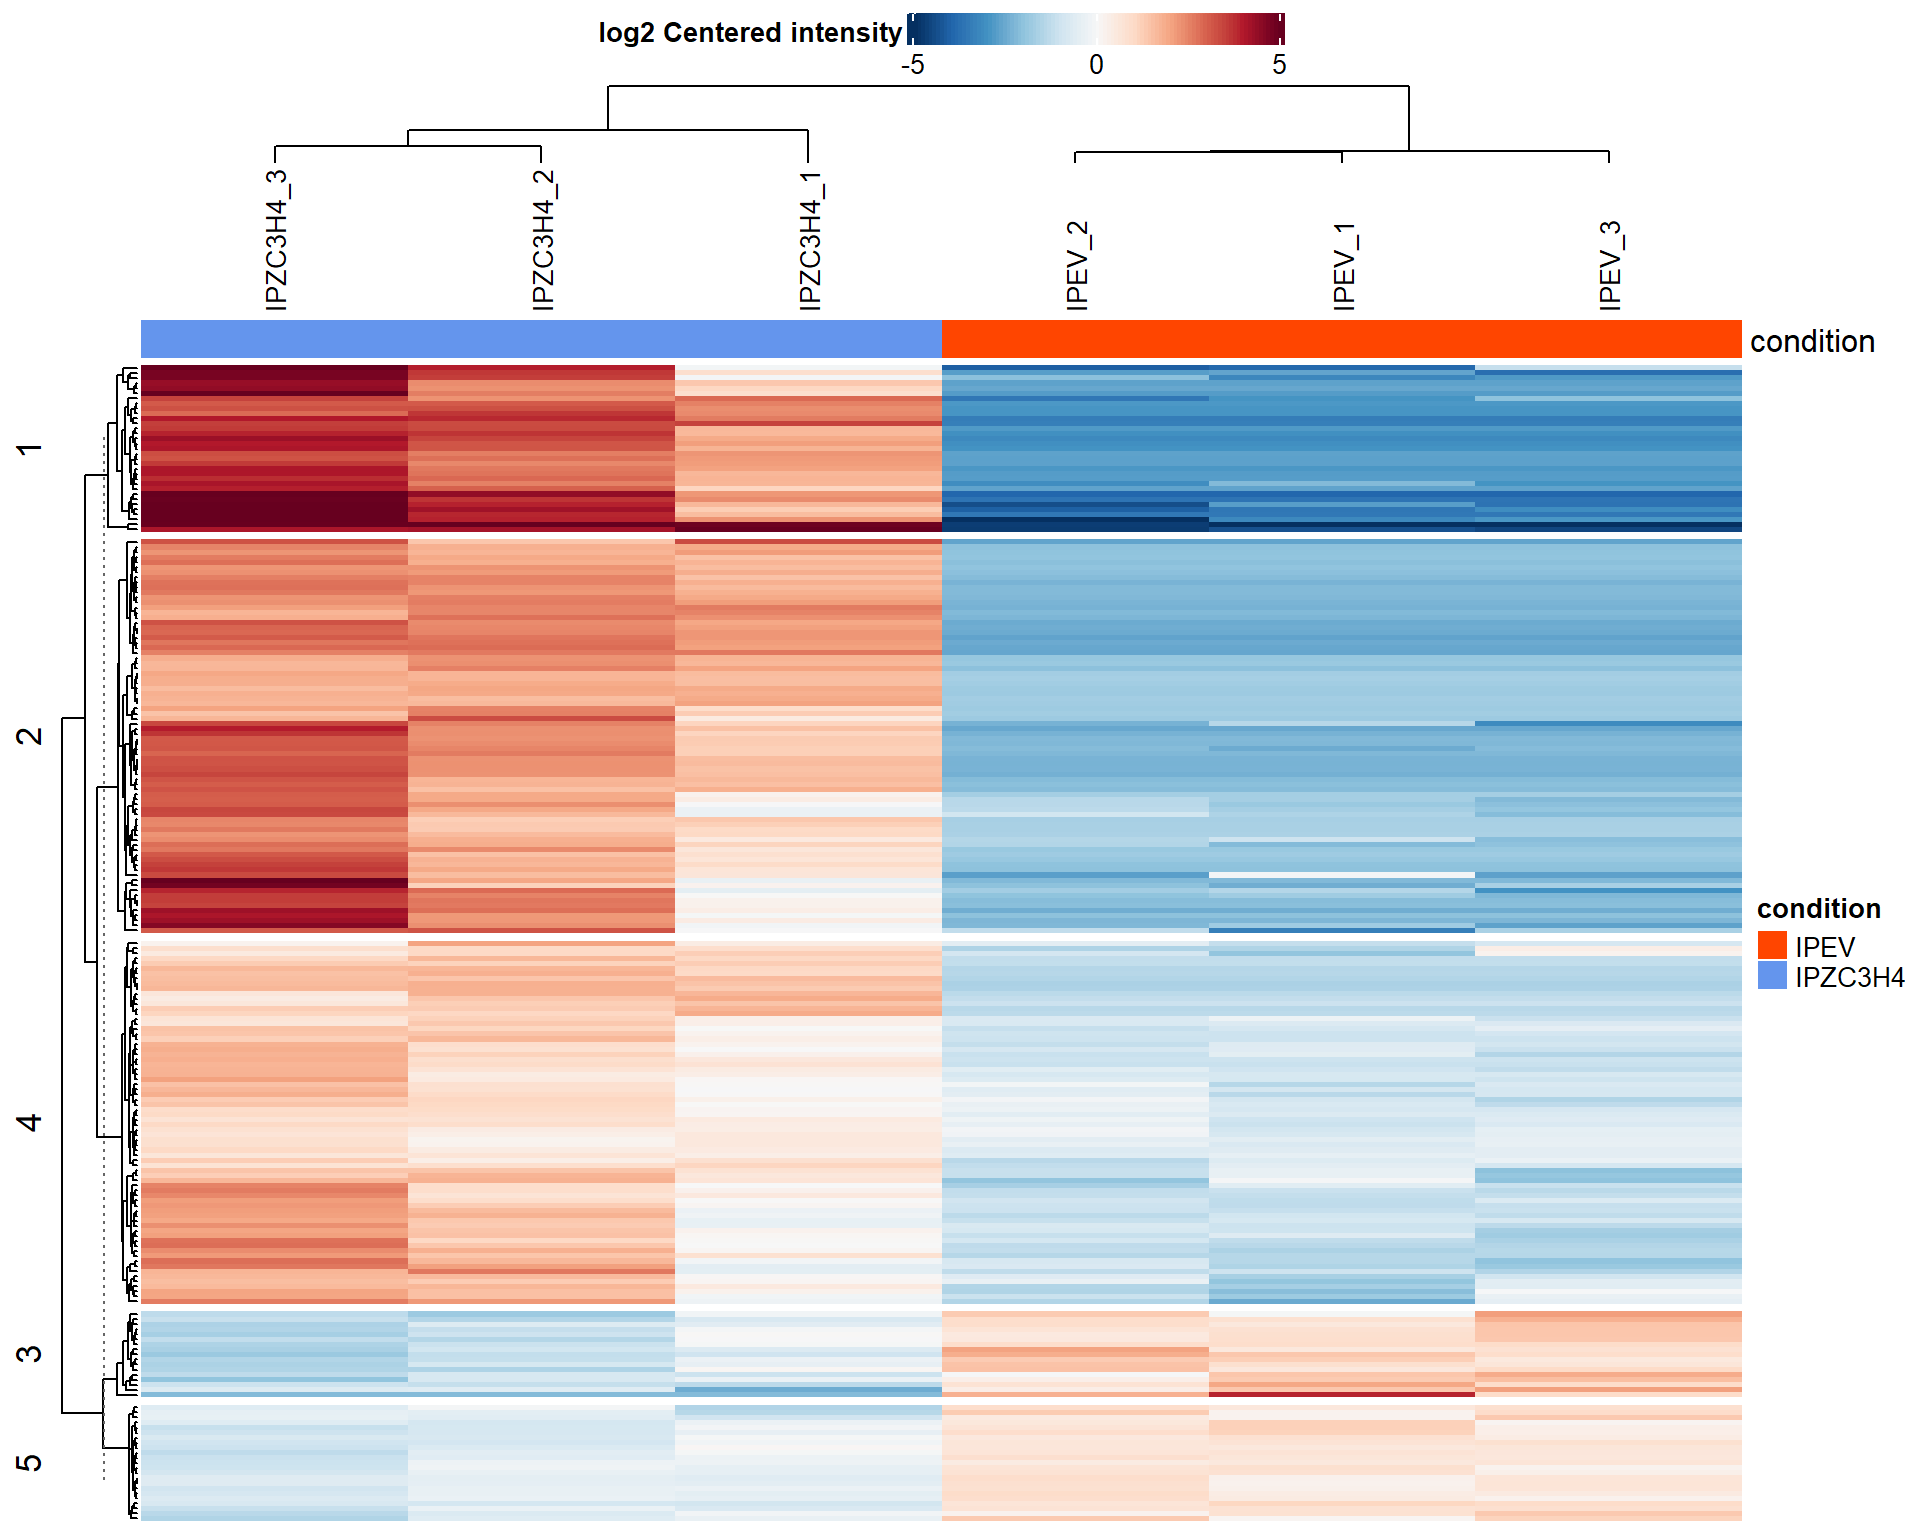 log2 Centered intensity
-5 0 5
IPZC3H4_3
IPZC3H4_2
IPZC3H4_1
IPEV_2
IPEV_1
IPEV_3
condition
1
2
4
3
5
condition
IPEV
IPZC3H4